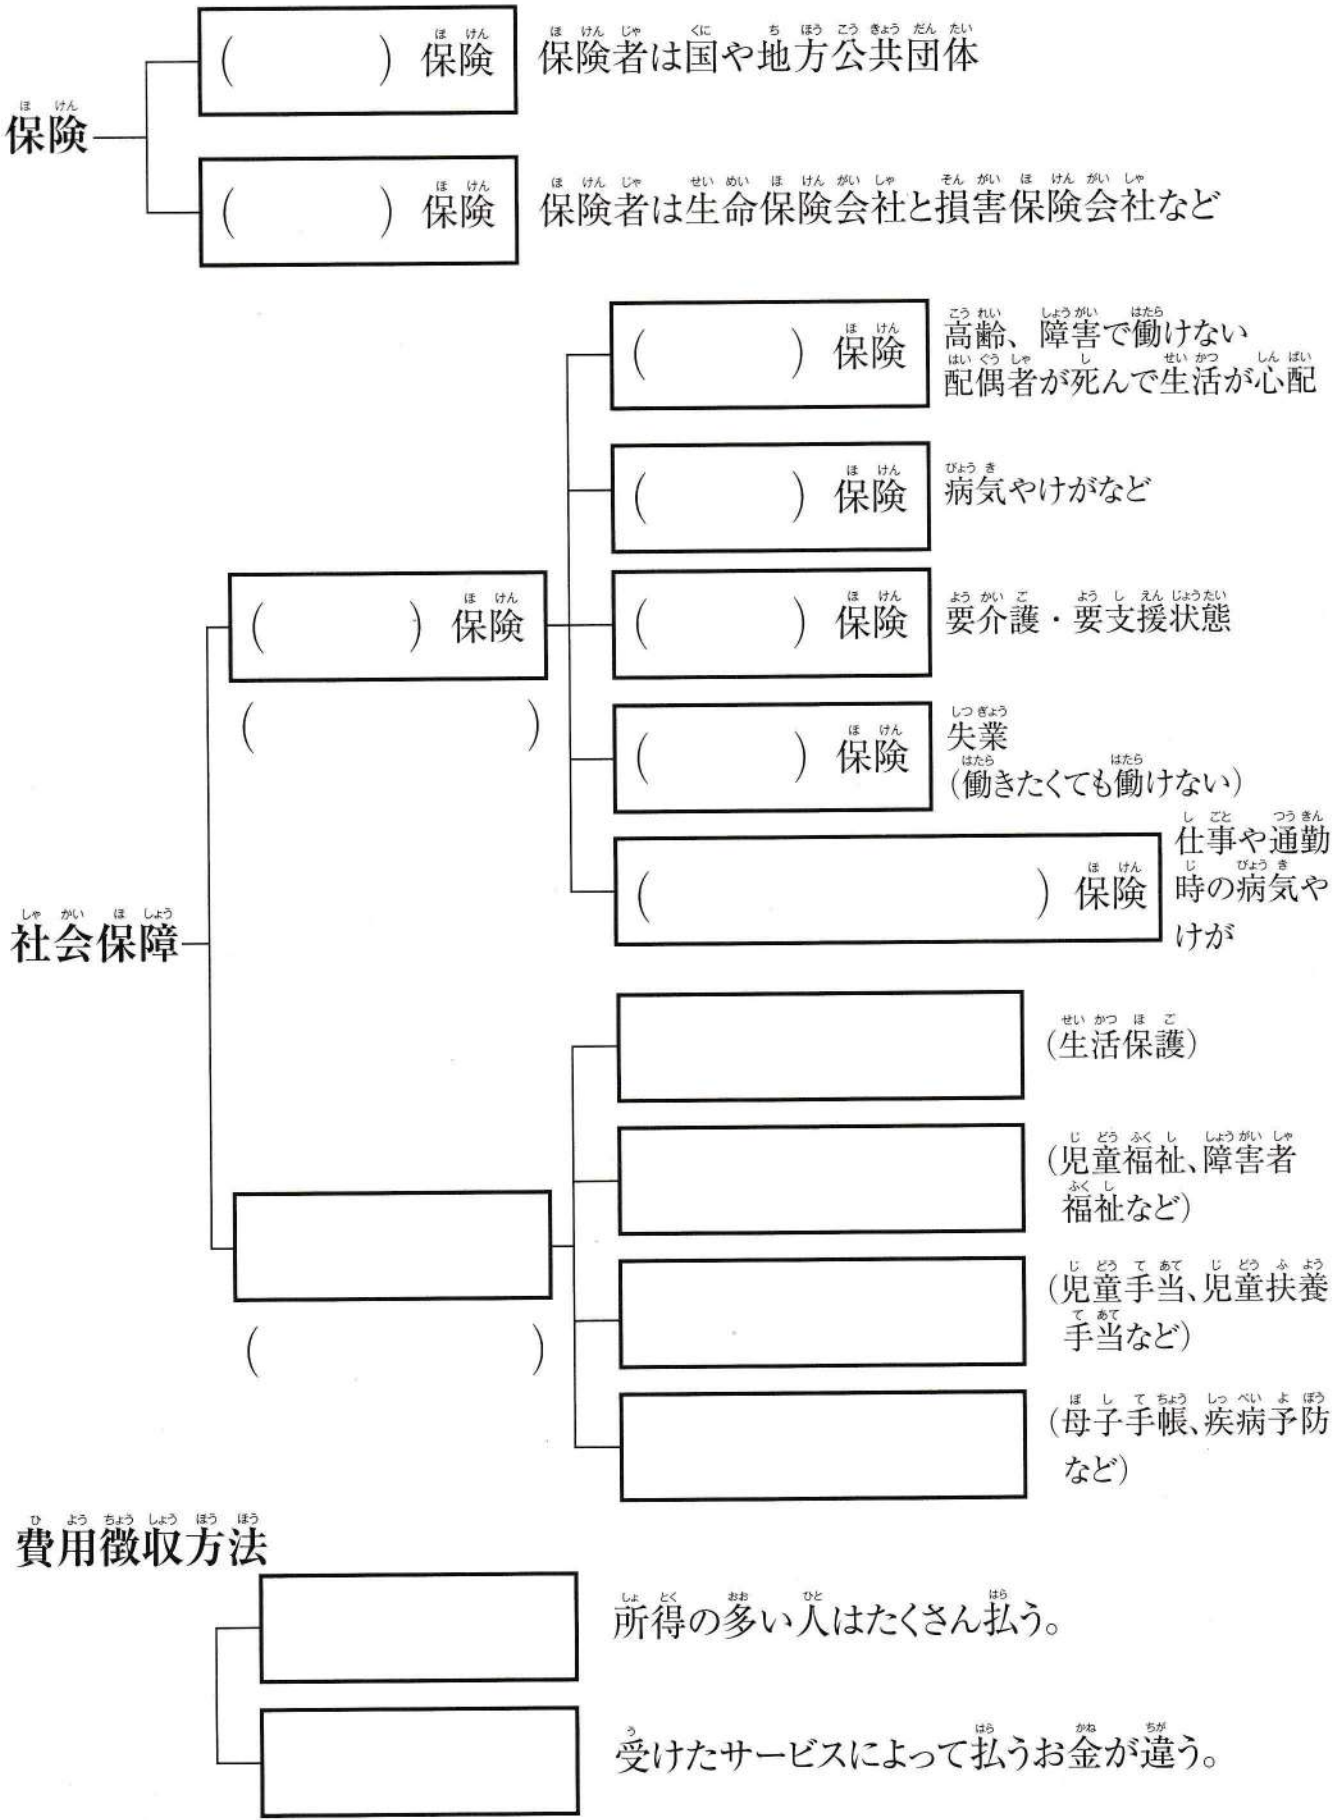 (　　　　) 保険 保険者は国や地方公共団体
保険
(　　　　) 保険 保険者は生命保険会社と損害保険会社など
(　　　　) 保険 高齢、障害で働けない
配偶者が死んで生活が心配
(　　　　) 保険 病気やけがなど
(　　　　) 保険
(　　　　　　　　)
(　　　　) 保険 要介護・要支援状態
(　　　　) 保険 失業
(働きたくても働けない)
(　　　　　　　　　　) 保険 仕事や通勤
時の病気や
けが
社会保障
(生活保護)
(児童福祉、障害者
福祉など)
(　　　　　　　　)
(児童手当、児童扶養
手当など)
(母子手帳、疾病予防
など)
費用徴収方法
所得の多い人はたくさん払う。
受けたサービスによって払うお金が違う。